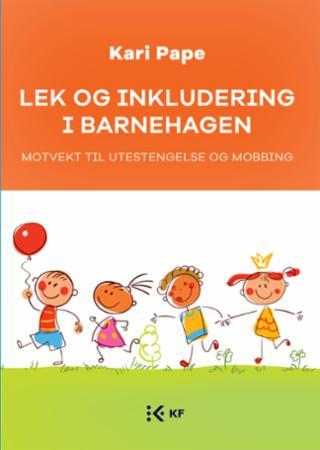 Kari Pape
LEK OG INKLUDERING
I BARNEHAGEN
MOTVEKT TIL UTESTENGELSE OG MOBBING
KF